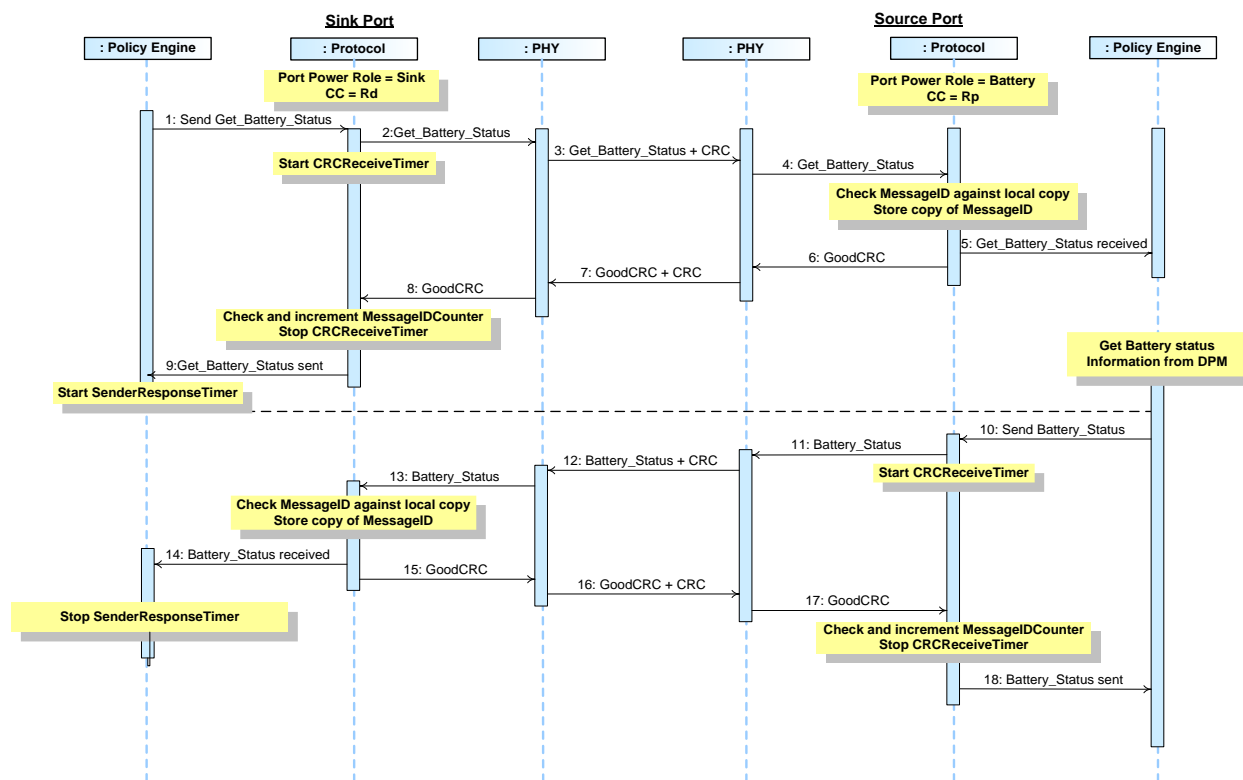 Sink Port
Source Port
: Policy Engine
: Protocol
: PHY
: PHY
: Protocol
: Policy Engine
Port Power Role = Sink
CC = Rd
Port Power Role = Battery
CC = Rp
1: Send Get_Battery_Status
2:Get_Battery_Status
Start CRCReceiveTimer
3: Get_Battery_Status + CRC
4: Get_Battery_Status
Check MessageID against local copy
Store copy of MessageID
5: Get_Battery_Status received
6: GoodCRC
7: GoodCRC + CRC
8: GoodCRC
Check and increment MessageIDCounter
Stop CRCReceiveTimer
Get Battery status
Information from DPM
9:Get_Battery_Status sent
Start SenderResponseTimer
10: Send Battery_Status
11: Battery_Status
Start CRCReceiveTimer
12: Battery_Status + CRC
13: Battery_Status
Check MessageID against local copy
Store copy of MessageID
14: Battery_Status received
15: GoodCRC
16: GoodCRC + CRC
17: GoodCRC
Stop SenderResponseTimer
Check and increment MessageIDCounter
Stop CRCReceiveTimer
18: Battery_Status sent